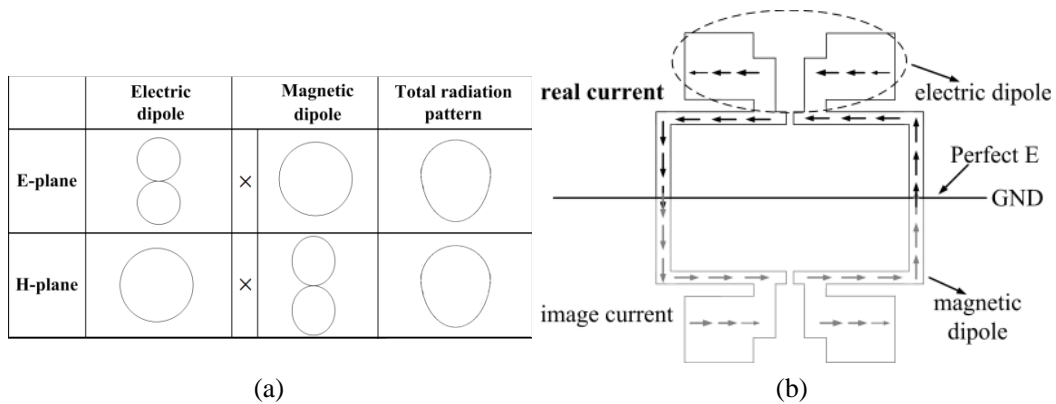 Electric
dipole
Magnetic
dipole
Total radiation
pattern
E-plane
×
H-plane
×
(a)
real current
electric dipole
Perfect E
GND
image current
magnetic
dipole
(b)